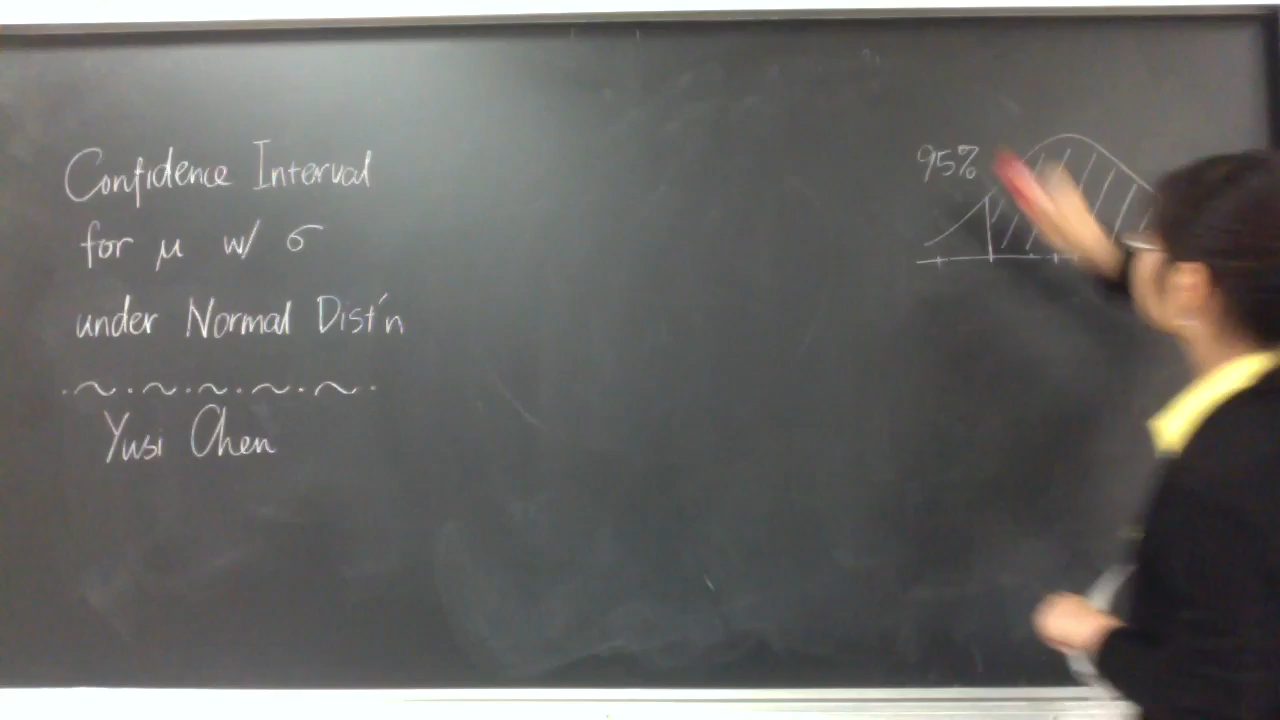 Confidence Interval
for μ w/ σ
under Normal Dist'n
Yusi Chen
95%